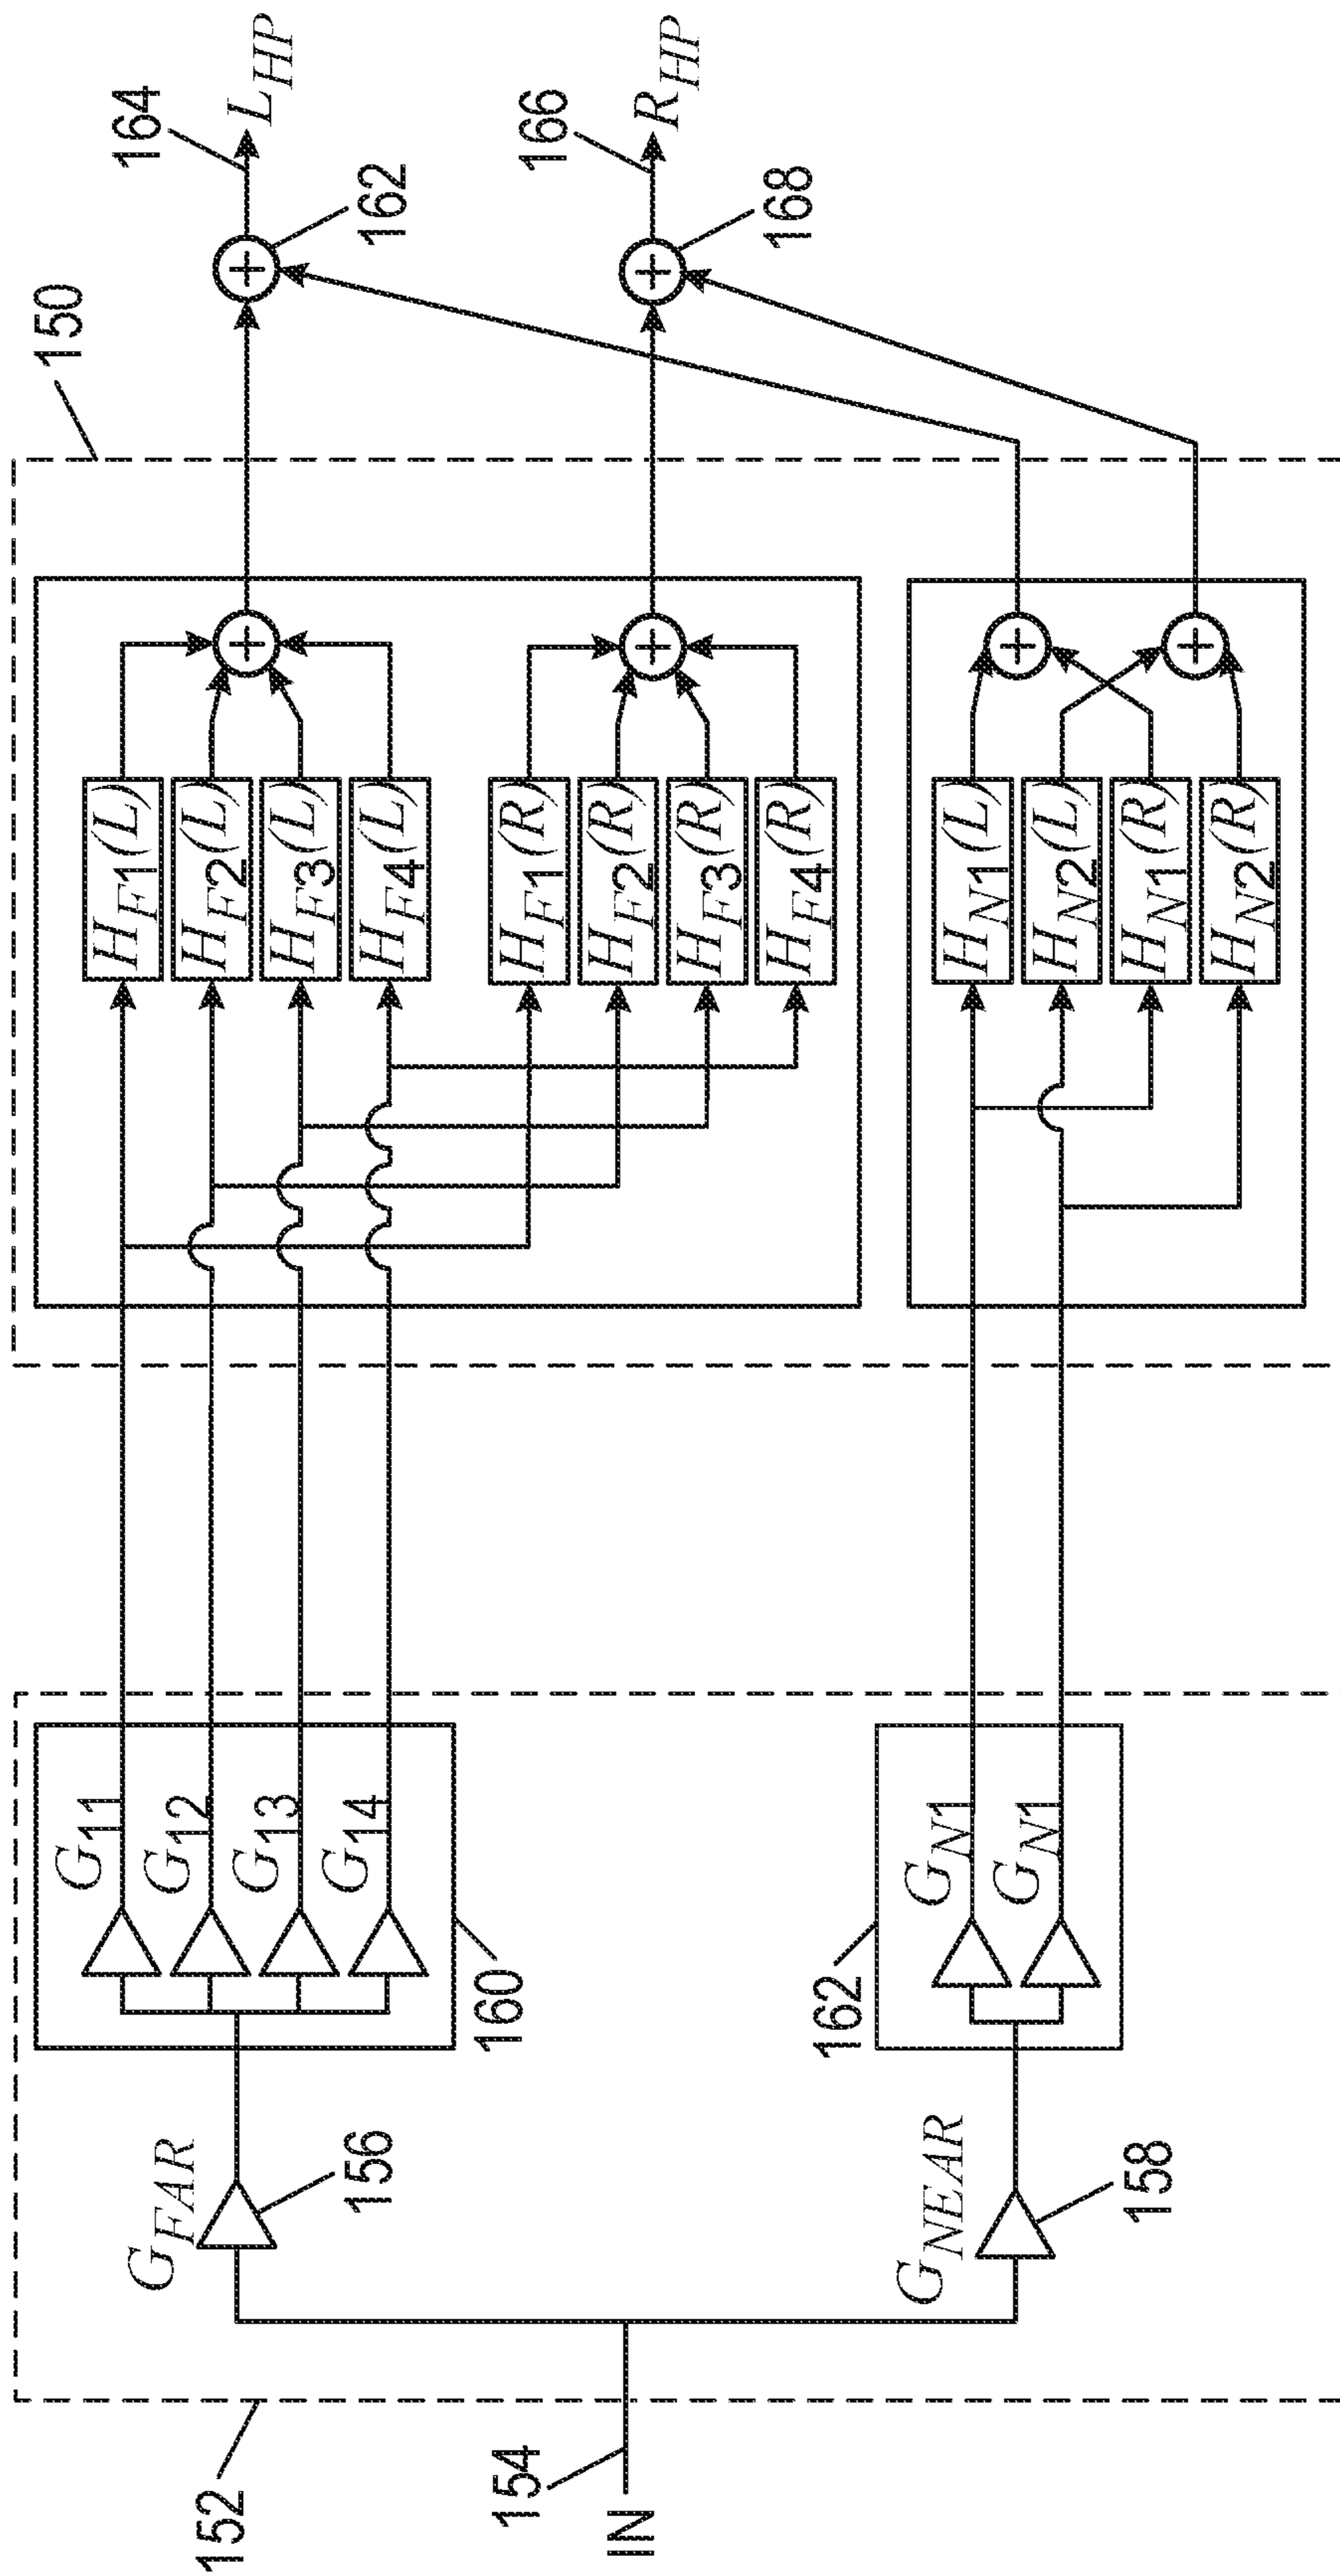 152
154
IN
G_FAR
156
G_NEAR
158
G_11
G_12
G_13
G_14
160
162
G_N1
G_N1
150
H_F1(L)
H_F2(L)
H_F3(L)
H_F4(L)
H_F1(R)
H_F2(R)
H_F3(R)
H_F4(R)
H_N1(L)
H_N2(L)
H_N1(R)
H_N2(R)
164
L_HP
162
166
R_HP
168